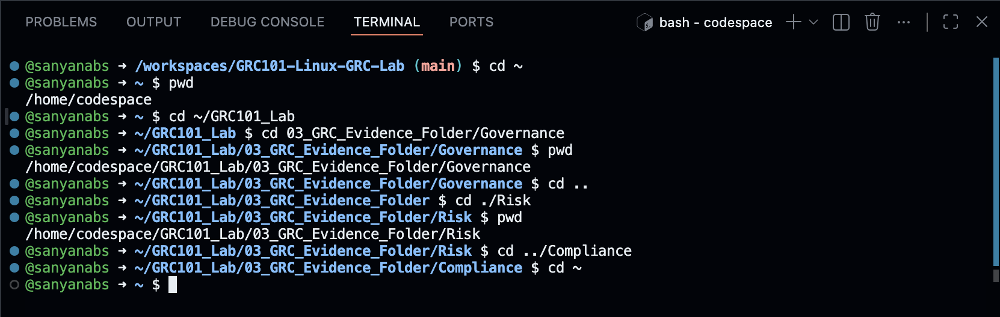 PROBLEMS OUTPUT DEBUG CONSOLE TERMINAL PORTS bash - codespace
@sanyanabs → /workspaces/GRC101-Linux-GRC-Lab (main) $ cd ~
@sanyanabs → ~ $ pwd
/home/codespace
@sanyanabs → ~ $ cd ~/GRC101_Lab
@sanyanabs → ~/GRC101_Lab $ cd 03_GRC_Evidence_Folder/Governance
@sanyanabs → ~/GRC101_Lab/03_GRC_Evidence_Folder/Governance $ pwd
/home/codespace/GRC101_Lab/03_GRC_Evidence_Folder/Governance
@sanyanabs → ~/GRC101_Lab/03_GRC_Evidence_Folder/Governance $ cd ..
@sanyanabs → ~/GRC101_Lab/03_GRC_Evidence_Folder $ cd ./Risk
@sanyanabs → ~/GRC101_Lab/03_GRC_Evidence_Folder/Risk $ pwd
/home/codespace/GRC101_Lab/03_GRC_Evidence_Folder/Risk
@sanyanabs → ~/GRC101_Lab/03_GRC_Evidence_Folder/Risk $ cd ../Compliance
@sanyanabs → ~/GRC101_Lab/03_GRC_Evidence_Folder/Compliance $ cd ~
@sanyanabs → ~ $